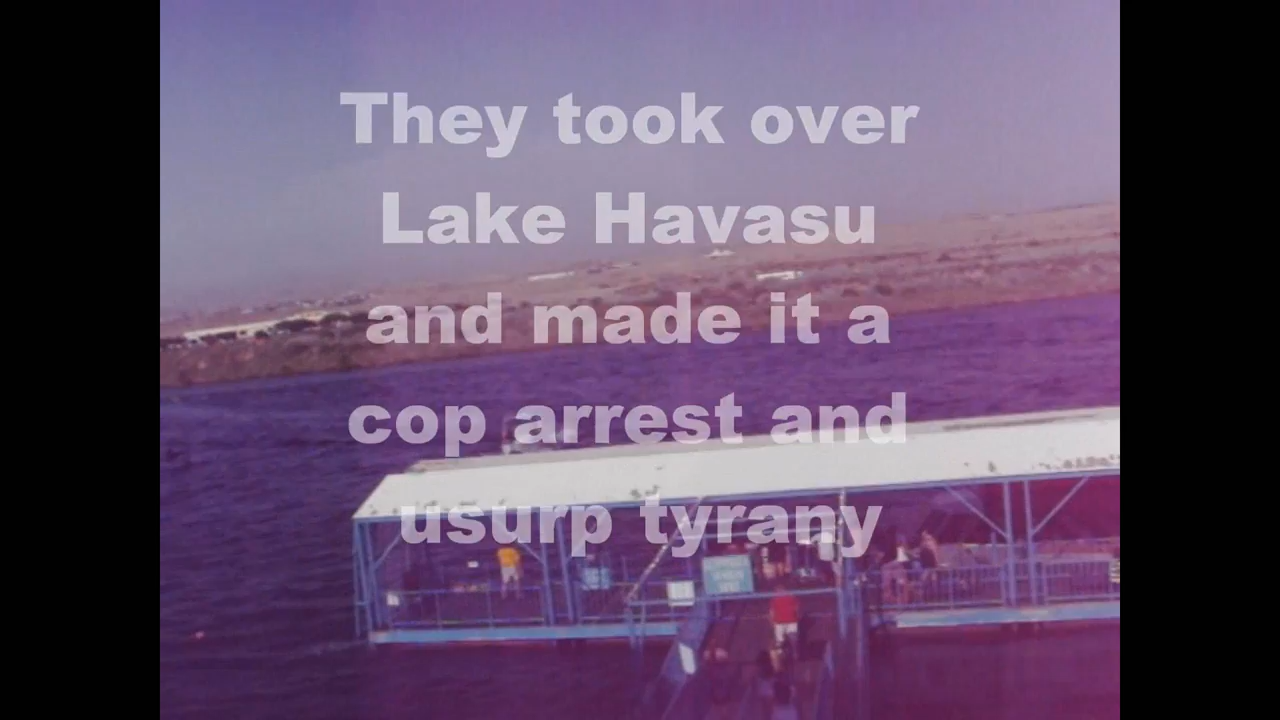 They took over
Lake Havasu
and made it a
cop arrest and
usurp tyrany